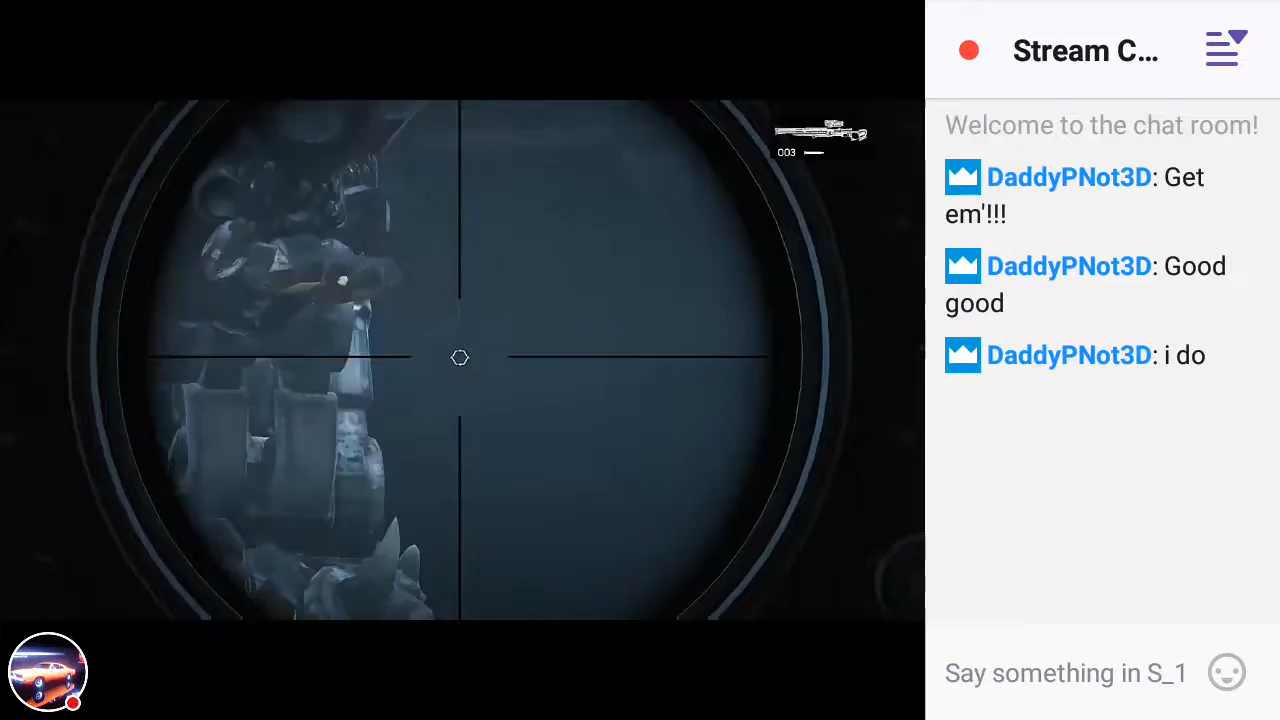 003
Stream C...
Welcome to the chat room!
DaddyPNot3D: Get
em'!!!
DaddyPNot3D: Good
good
DaddyPNot3D: i do
Say something in S_1